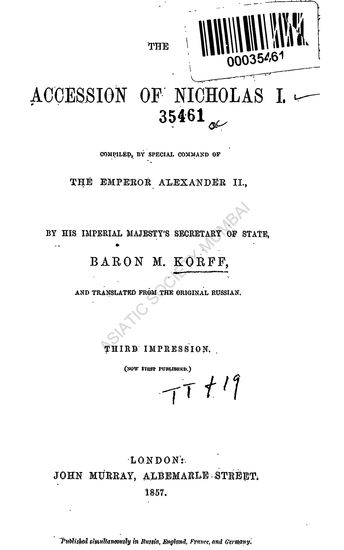 00035461
THE
ACCESSION OF NICHOLAS I.
35461
COMPILED, BY SPECIAL COMMAND OF
THE EMPEROR ALEXANDER II.,
BY HIS IMPERIAL MAJESTY'S SECRETARY OF STATE,
BARON M. KORFF,
AND TRANSLATED FROM THE ORIGINAL RUSSIAN.
ASIATIC SOCIETY MUMBAI
THIRD IMPRESSION.
(NOW FIRST PUBLISHED.)
LONDON:
JOHN MURRAY, ALBEMARLE STREET.
1857.
Published simultaneously in Russia, England, France, and Germany.